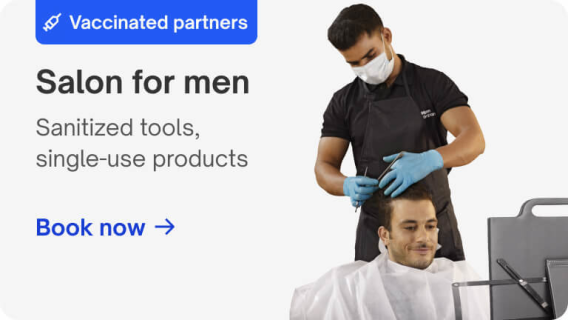 Vaccinated partners
Salon for men
Sanitized tools,
single-use products
Book now →